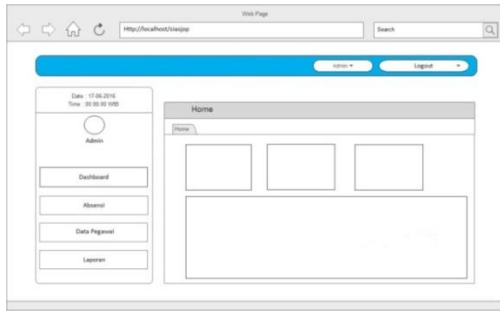 Web Page
Http://localhost/siasjop
Search
Admin
Logout
Date : 17-06-2016
Time : 00.00.00 WIB
Admin
Home
Home
Dashboard
Absensi
Data Pegawai
Laporan